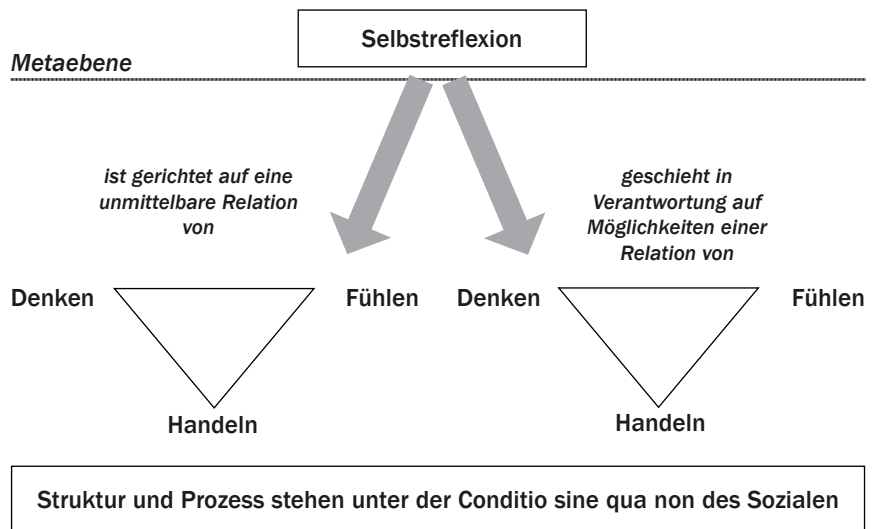 Selbstreflexion
Metaebene
ist gerichtet auf eine
unmittelbare Relation
von
geschieht in
Verantwortung auf
Möglichkeiten einer
Relation von
Denken
Fühlen
Denken
Fühlen
Handeln
Handeln
Struktur und Prozess stehen unter der Conditio sine qua non des Sozialen